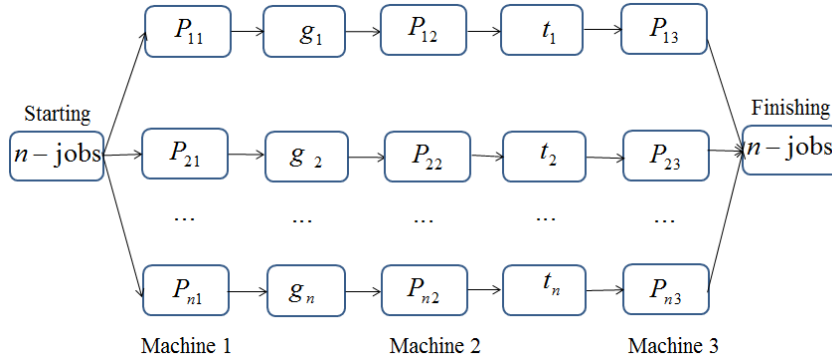 P11 g1 P12 t1 P13
Starting Finishing
n – jobs P21 g 2 P22 t2 P23 n – jobs
... ... ... ... ...
Pn1 gn Pn2 tn Pn3
Machine 1 Machine 2 Machine 3